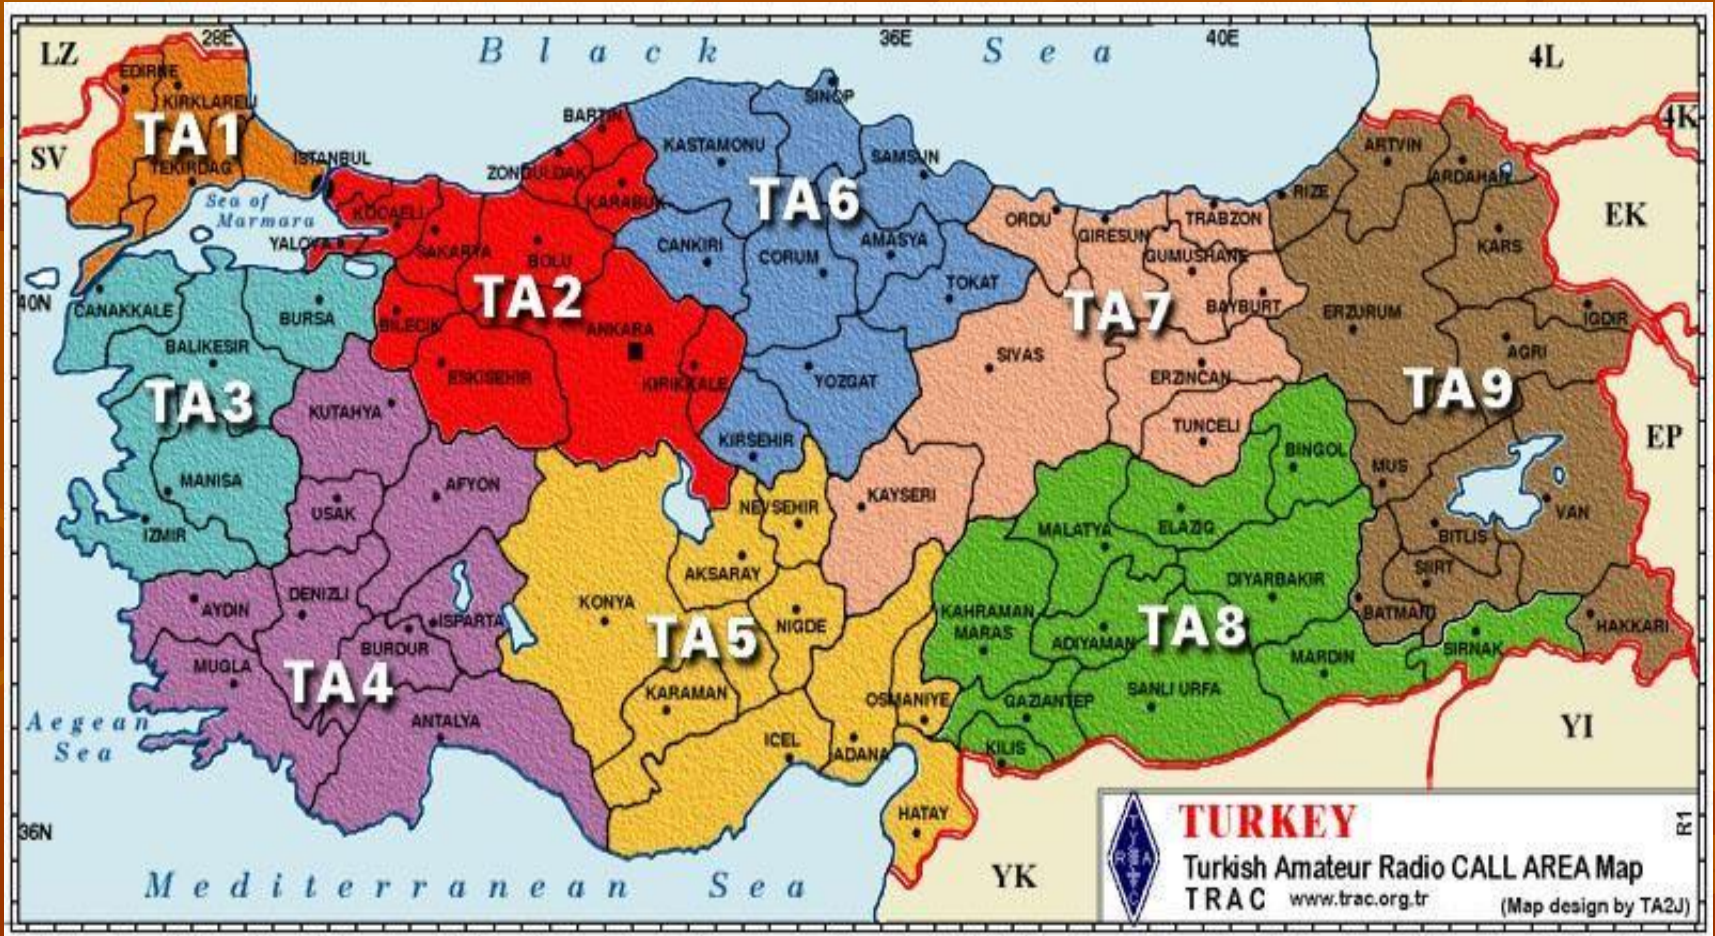 LZ
28E
Black Sea
36E
40E
4L
EDIRNE
KIRKLARELI
TA1
TEKIRDAG
ISTANBUL
SV
Sea of
Marmara
BARTIN
ZONGULDAK
KARABUK
KOCAELI
YALOVA
SAKARYA
BOLU
TA2
BILECIK
ANKARA
ESKISEHIR
KIRIKKALE
SINOP
KASTAMONU
SAMSUN
TA6
CANKIRI
CORUM
AMASYA
TOKAT
YOZGAT
KIRSEHIR
ORDU
GIRESUN
TRABZON
GUMUSHANE
BAYBURT
TA7
SIVAS
ERZINCAN
TUNCELI
KAYSERI
4K
ARTVIN
RIZE
ARDAHAN
KARS
EK
ERZURUM
IGDIR
AGRI
TA9
EP
MUS
VAN
BITLIS
SIIRT
BATMAN
HAKKARI
40N
CANAKKALE
BURSA
BALIKESIR
TA3
MANISA
IZMIR
KUTAHYA
AFYON
USAK
AYDIN
DENIZLI
ISPARTA
BURDUR
MUGLA
TA4
ANTALYA
Aegean
Sea
NEVSEHIR
AKSARAY
KONYA
NIGDE
TA5
KARAMAN
OSMANIYE
ICEL
ADANA
HATAY
BINGOL
MALATYA
ELAZIG
DIYARBAKIR
KAHRAMAN
MARAS
ADIYAMAN
TA8
SIRNAK
MARDIN
GAZIANTEP
SANLI URFA
KILIS
YI
36N
Mediterranean Sea
YK
TRAC
TURKEY
Turkish Amateur Radio CALL AREA Map
TRAC www.trac.org.tr
(Map design by TA2J)
R1